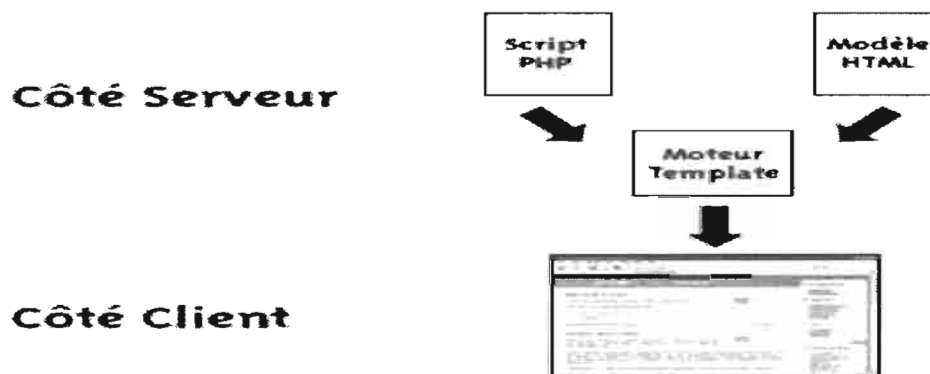 Script
PHP
Modèle
HTML
Côté Serveur
Moteur
Template
Côté Client